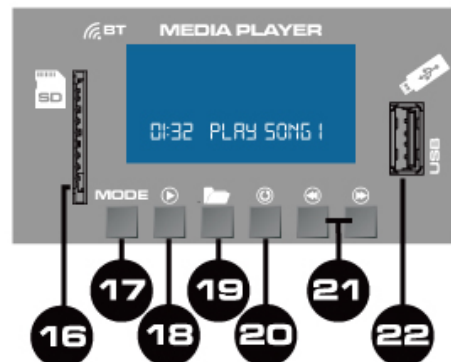 BT MEDIA PLAYER
SD
01:32 PLAY SONG 1
USB
MODE
17 19 21
16 18 20 22